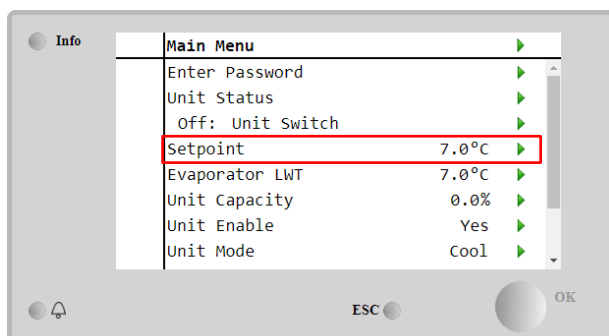 Info
Main Menu
Enter Password
Unit Status
Off: Unit Switch
Setpoint 7.0°C
Evaporator LWT 7.0°C
Unit Capacity 0.0%
Unit Enable Yes
Unit Mode Cool
ESC
OK